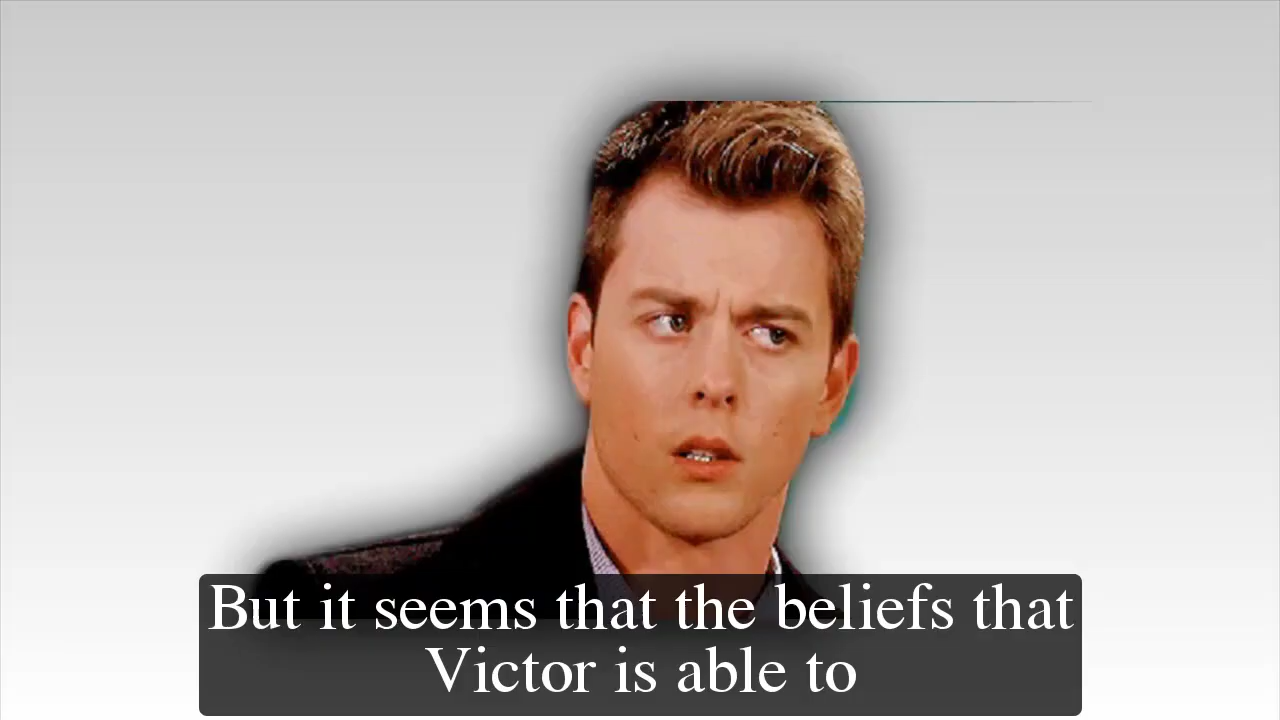 But it seems that the beliefs that
Victor is able to